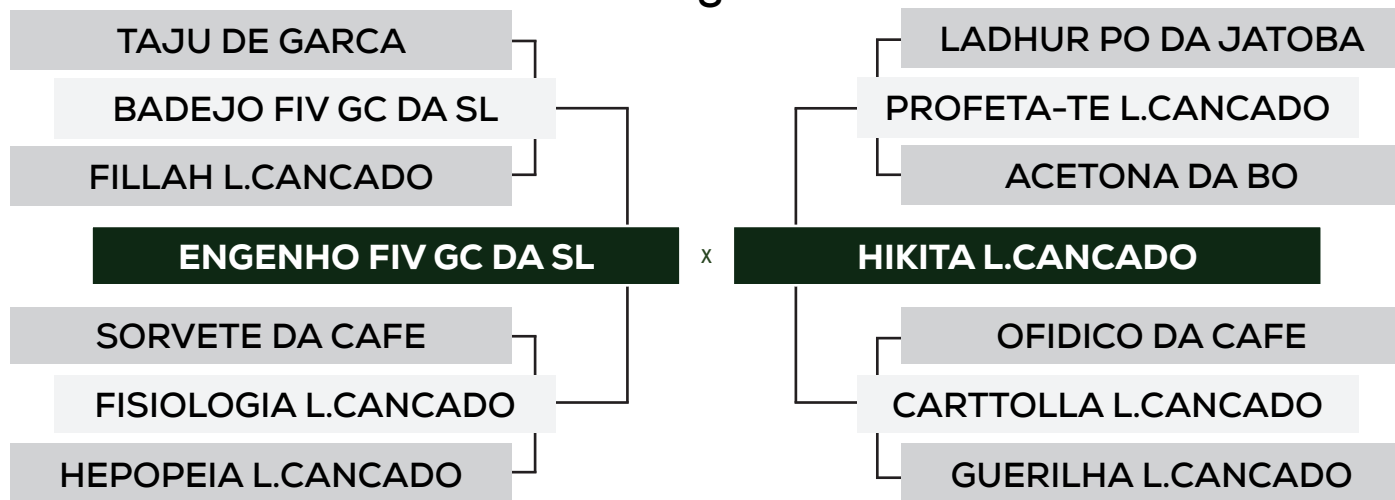 TAJU DE GARCA
BADEJO FIV GC DA SL
FILLAH L.CANCADO
ENGENHO FIV GC DA SL
SORVETE DA CAFE
FISIOLOGIA L.CANCADO
HEPOPEIA L.CANCADO
x
LADHUR PO DA JATOBA
PROFETA-TE L.CANCADO
ACETONA DA BO
HIKITA L.CANCADO
OFIDICO DA CAFE
CARTTOLLA L.CANCADO
GUERILHA L.CANCADO